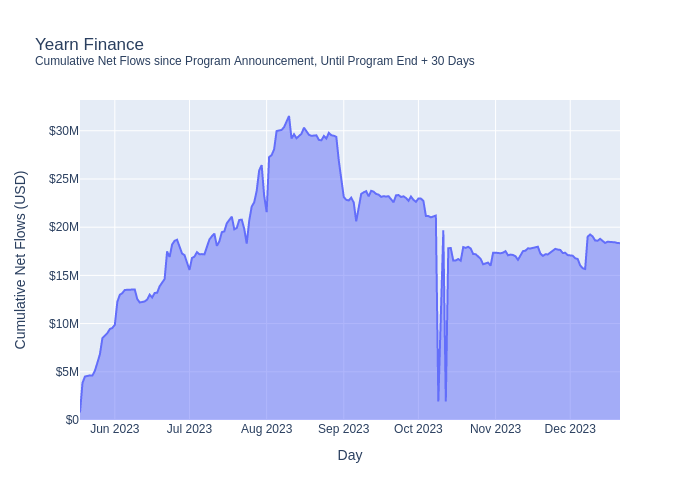 Yearn Finance
Cumulative Net Flows since Program Announcement, Until Program End + 30 Days
$30M
$25M
$20M
$15M
$10M
$5M
$0
Cumulative Net Flows (USD)
Jun 2023 Jul 2023 Aug 2023 Sep 2023 Oct 2023 Nov 2023 Dec 2023
Day